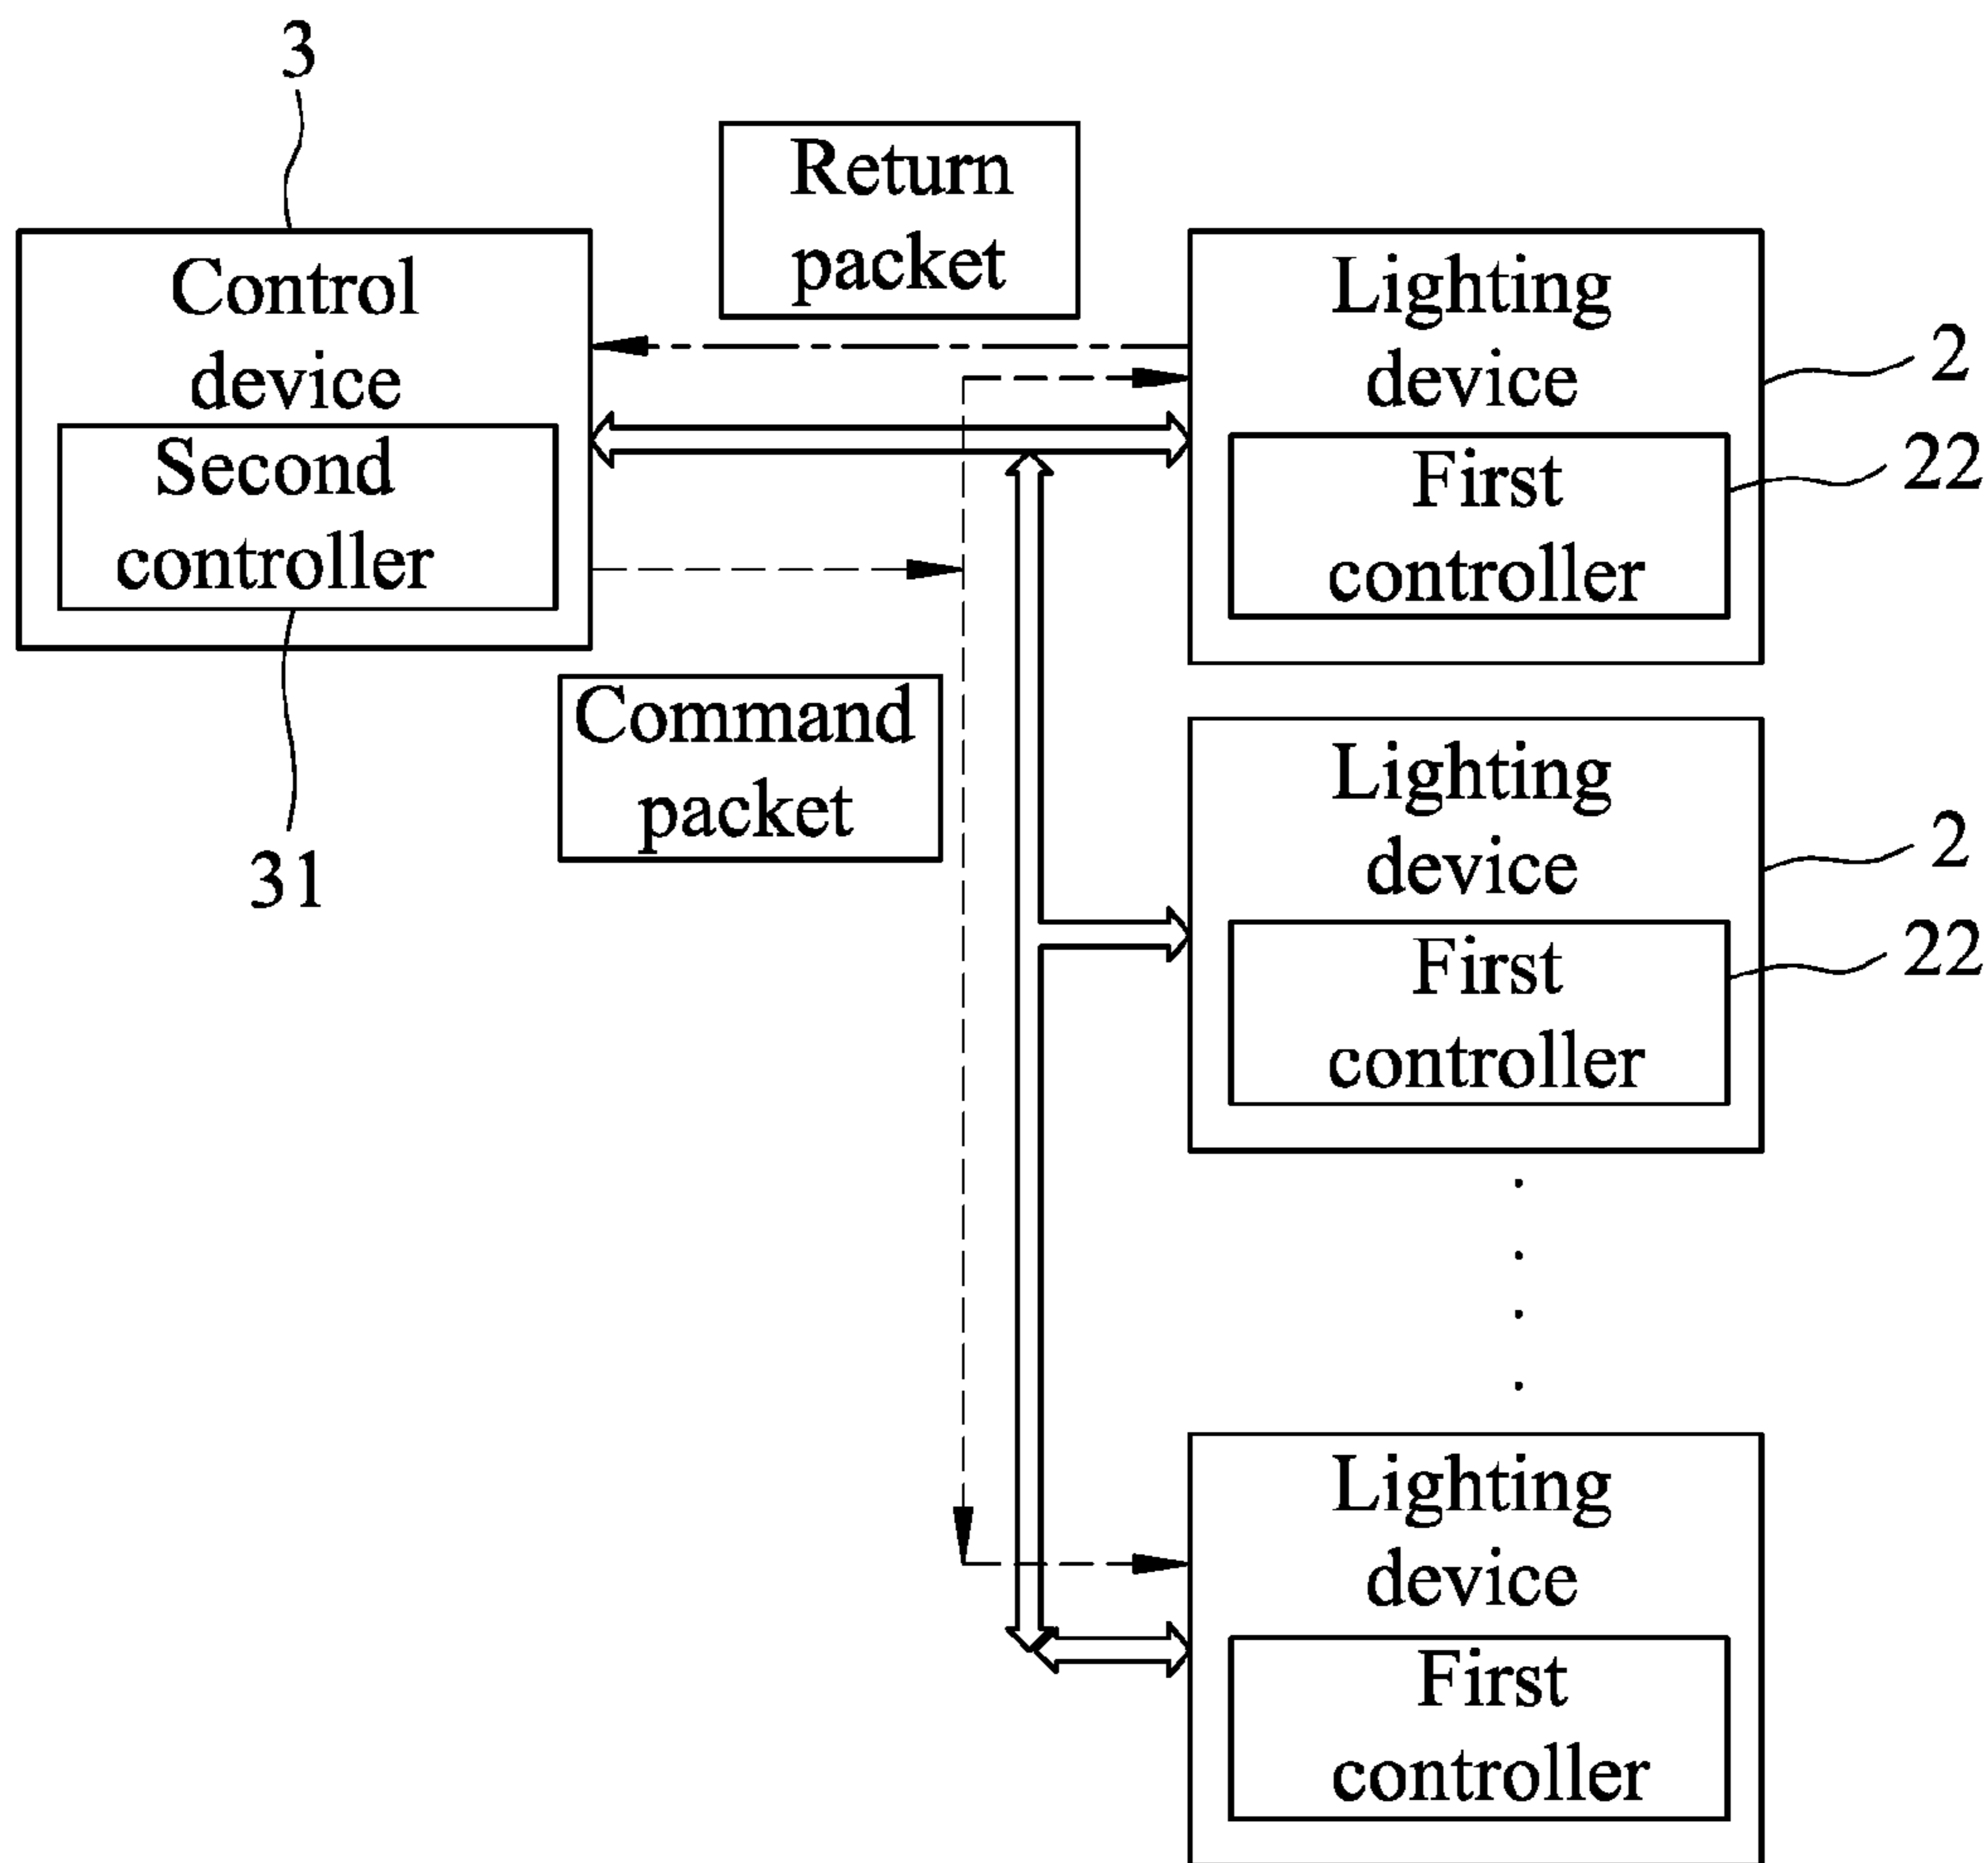 3
Return
packet
Control
device
Second
controller
31
Command
packet
Lighting
device
2
First
controller
22
Lighting
device
2
First
controller
22
Lighting
device
First
controller